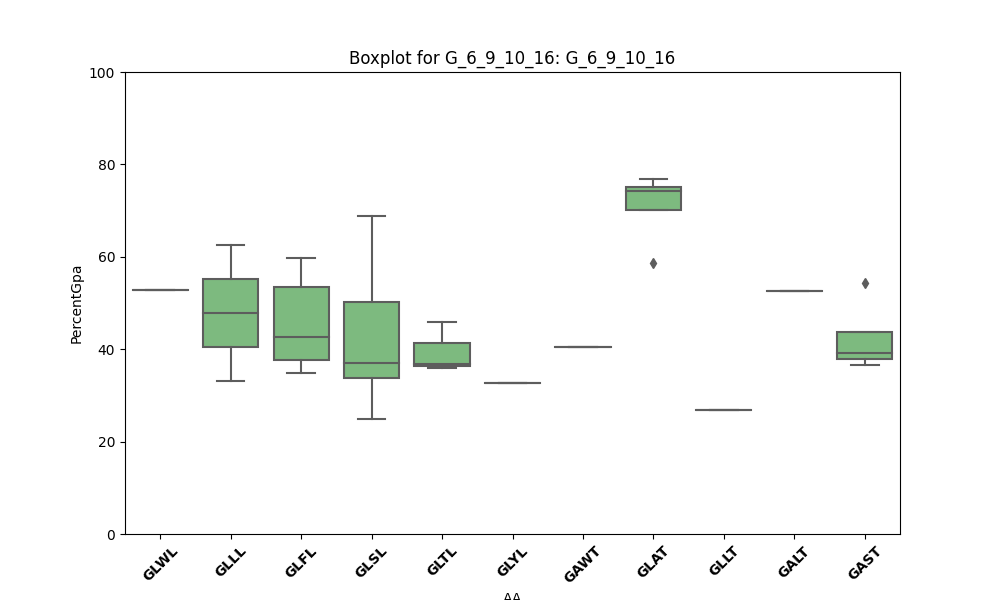 Boxplot for G_6_9_10_16: G_6_9_10_16
100
80
60
40
20
0
PercentGpa
GLWL
GLLL
GLFL
GLSL
GLTL
GLYL
GAWT
GLAT
GLLT
GALT
GAST
AA